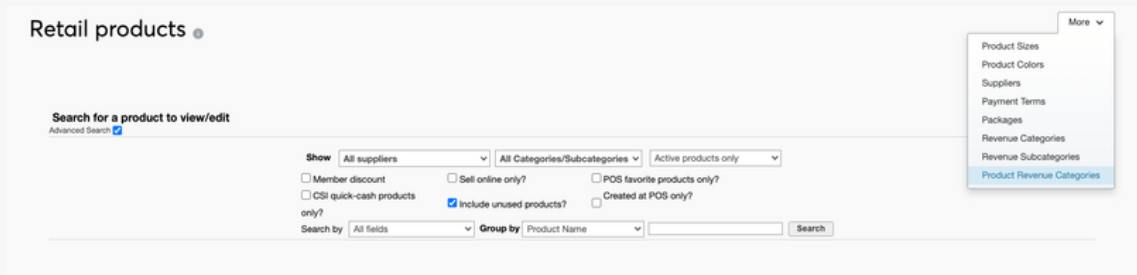 Retail products
More
Product Sizes
Product Colors
Suppliers
Payment Terms
Packages
Revenue Categories
Revenue Subcategories
Product Revenue Categories
Search for a product to view/edit
Advanced Search
Show All suppliers All Categories/Subcategories Active products only
Member discount Sell online only? POS favorite products only?
CSI quick-cash products only? Include unused products? Created at POS only?
Search by All fields Group by Product Name Search